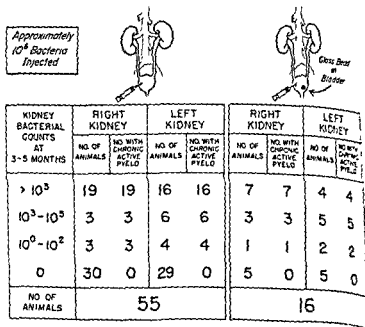 Approximately
10⁶ Bacteria
Injected
Glass Bead
in
Bladder
KIDNEY BACTERIAL COUNTS AT 3-5 MONTHS
RIGHT KIDNEY LEFT KIDNEY RIGHT KIDNEY LEFT KIDNEY
NO. OF ANIMALS NO. WITH CHRONIC ACTIVE PYELO NO. OF ANIMALS NO. WITH CHRONIC ACTIVE PYELO NO. OF ANIMALS NO. WITH CHRONIC ACTIVE PYELO NO. OF ANIMALS NO. WITH CHRONIC ACTIVE PYELO
> 10⁵ 19 19 16 16 7 7 4 4
10³-10⁵ 3 3 6 6 3 3 5 5
10⁰-10² 3 3 4 4 1 1 2 2
0 30 0 29 0 5 0 5 0
NO OF ANIMALS 55 16